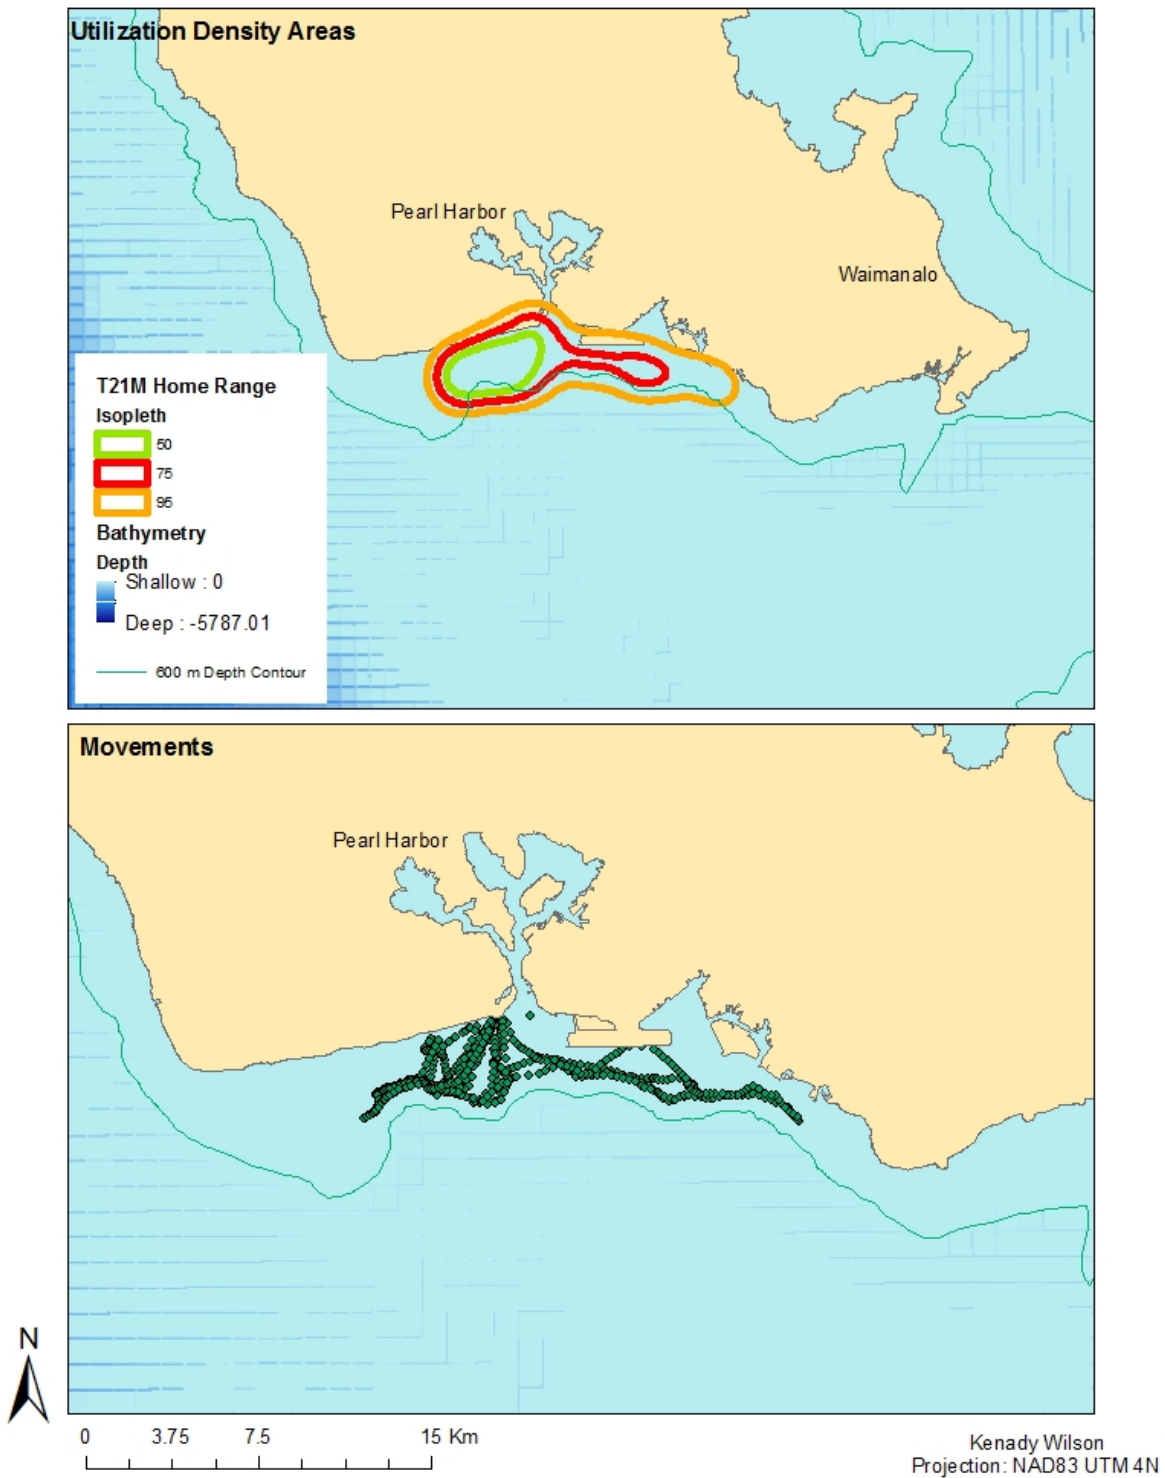 Utilization Density Areas
Pearl Harbor
Waimanalo
T21M Home Range
Isopleth
50
75
95
Bathymetry
Depth
Shallow : 0
Deep : -5787.01
600 m Depth Contour
Movements
Pearl Harbor
N
0 3.75 7.5 15 Km
Kenady Wilson
Projection: NAD83 UTM 4N